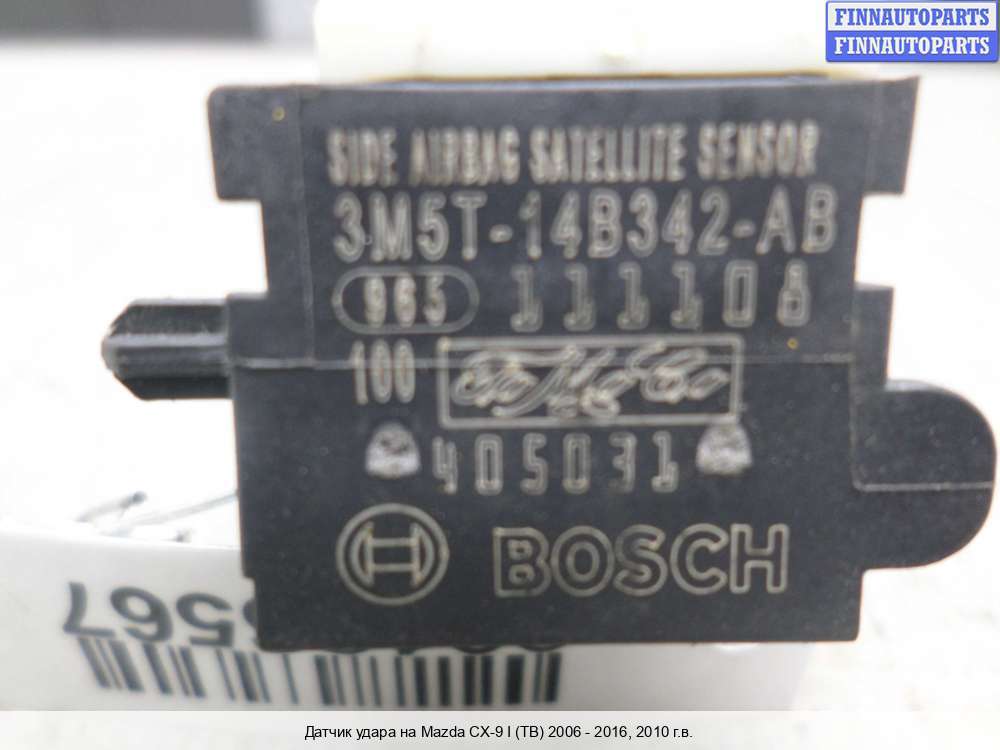 FINNAUTOPARTS
FINNAUTOPARTS
SIDE AIRBAG SATELLITE SENSOR
3M5T-14B342-AB
965 111108
100 FoMoCo
405031
BOSCH
567
Датчик удара на Mazda CX-9 I (TB) 2006 - 2016, 2010 г.в.